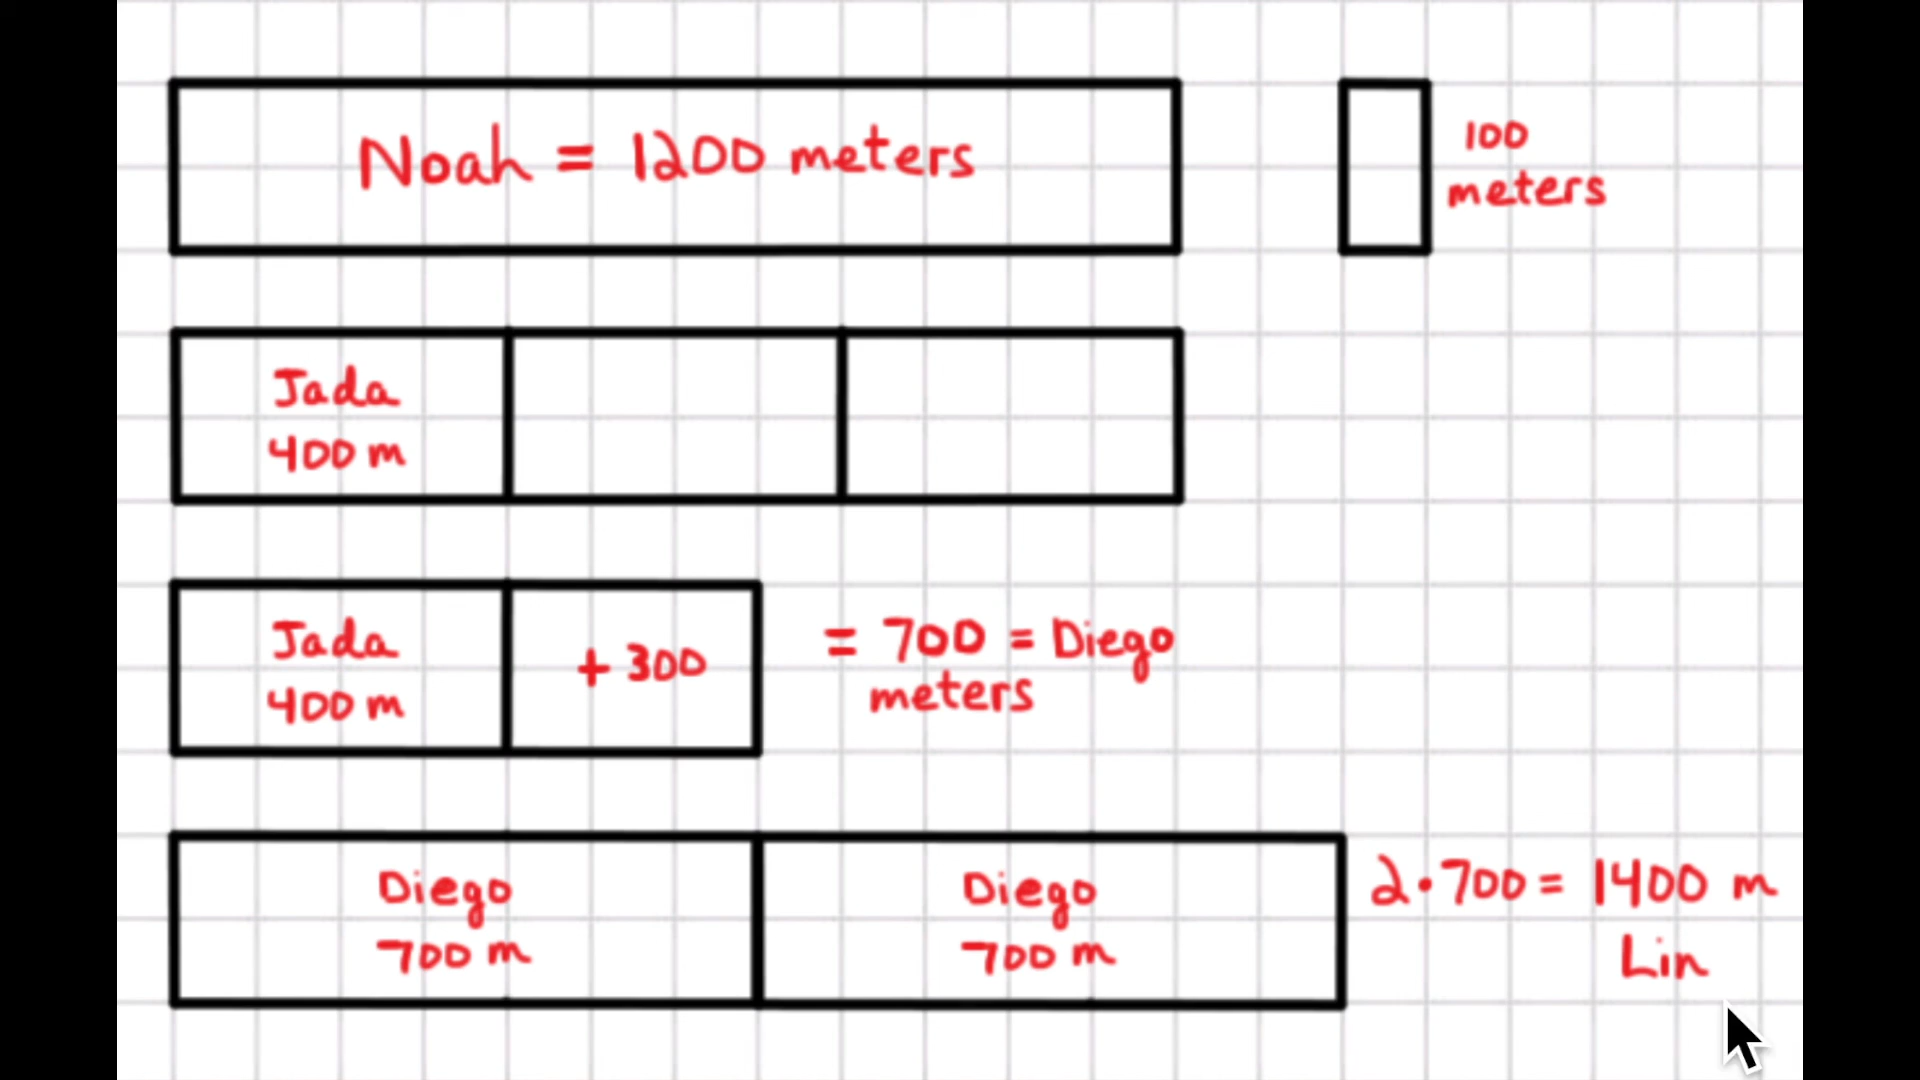 Noah = 1200 meters
100
meters
Jada
400 m
Jada
400 m
+ 300
= 700 = Diego
meters
Diego
700 m
Diego
700 m
2 · 700 = 1400 m
Lin